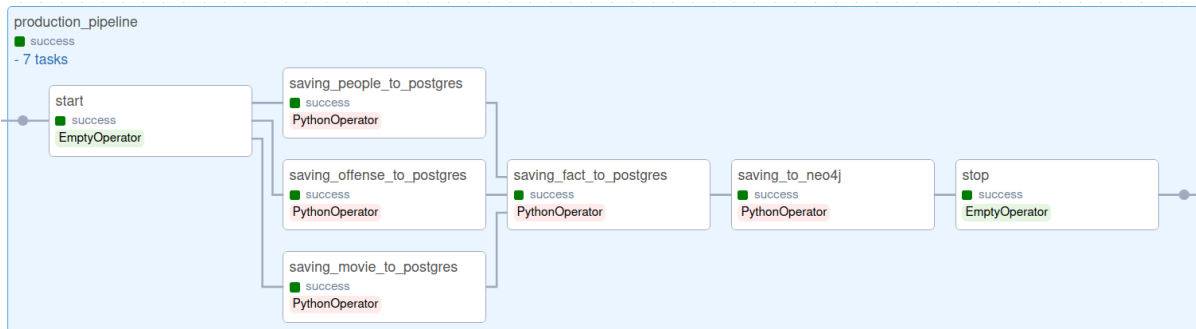 production_pipeline
success
- 7 tasks
start
success
EmptyOperator
saving_people_to_postgres
success
PythonOperator
saving_offense_to_postgres
success
PythonOperator
saving_movie_to_postgres
success
PythonOperator
saving_fact_to_postgres
success
PythonOperator
saving_to_neo4j
success
PythonOperator
stop
success
EmptyOperator